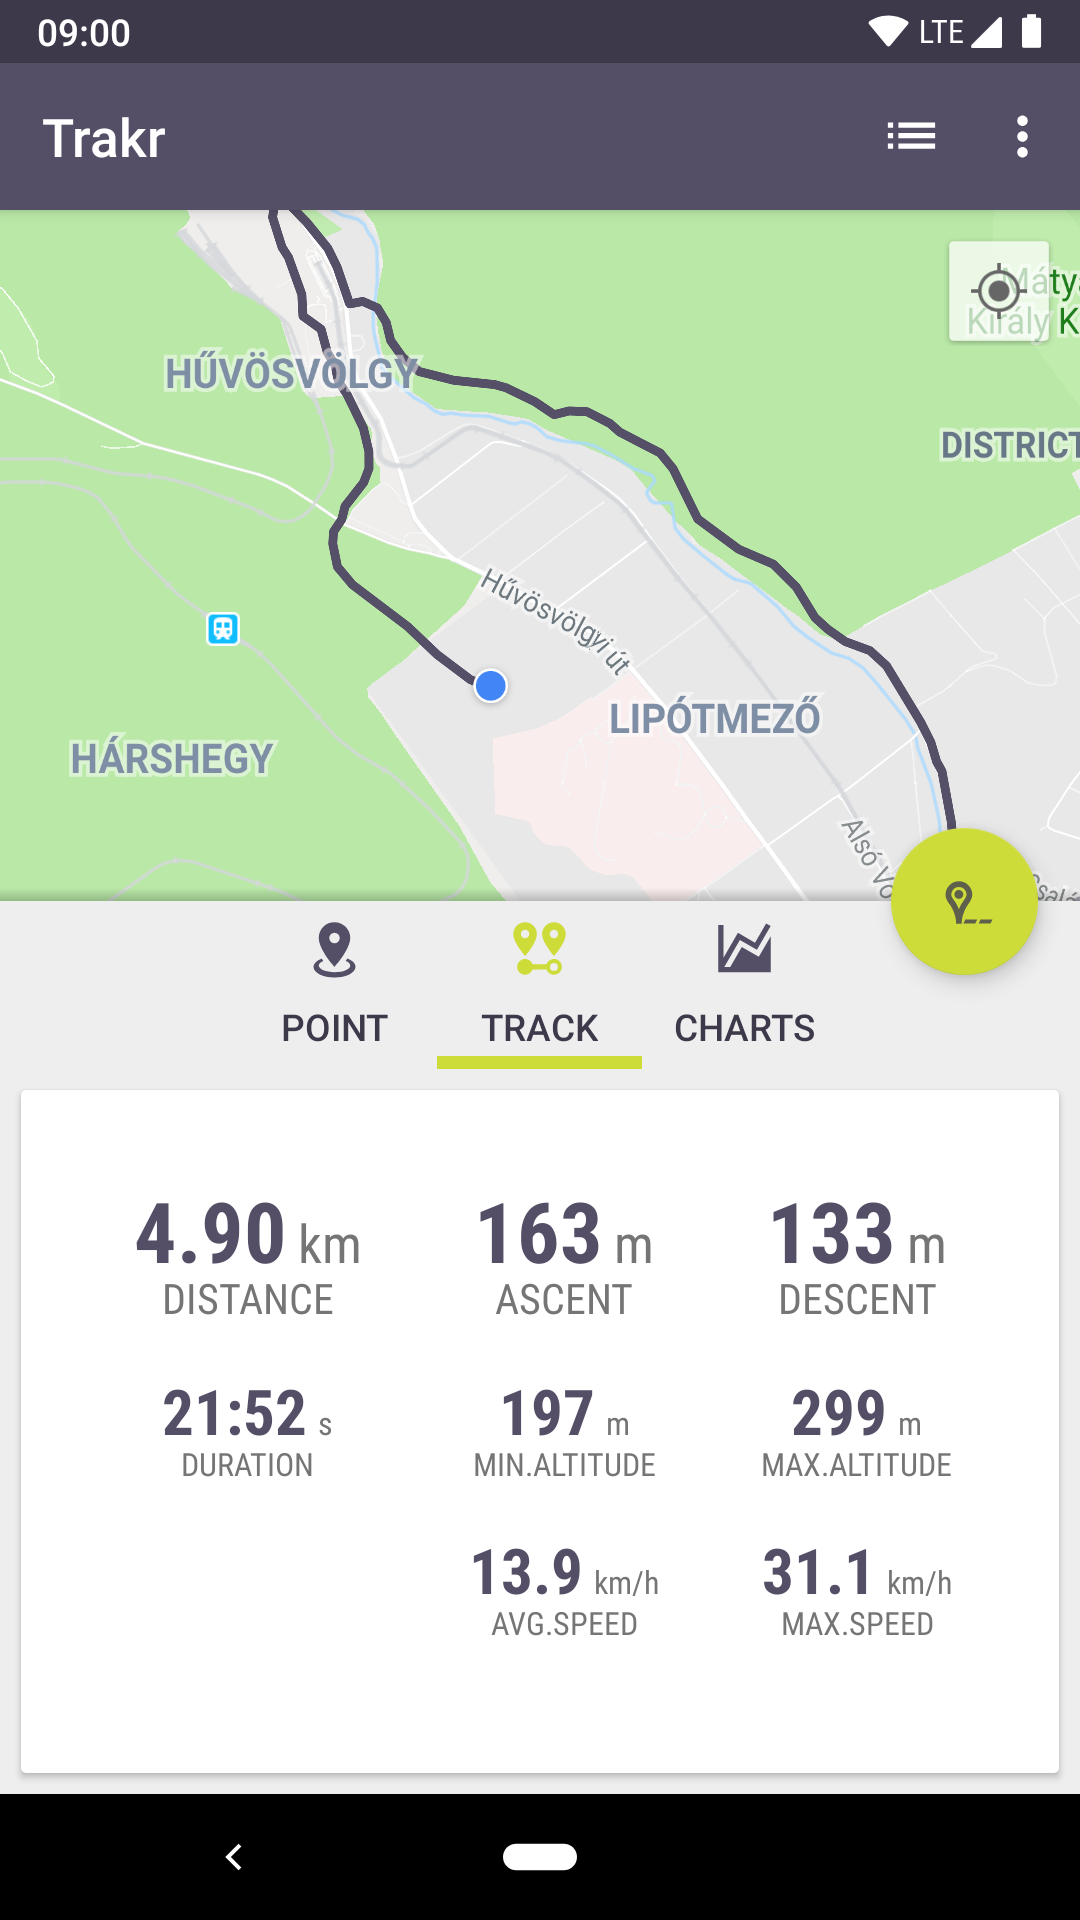 09:00
LTE
Trakr
Mátyá
Király K
HŰVÖSVÖLGY
DISTRICT
Hűvösvölgyi út
LIPÓTMEZŐ
HÁRSHEGY
Alsó Vö
POINT
TRACK
CHARTS
4.90 km
163 m
133 m
DISTANCE
ASCENT
DESCENT
21:52 s
197 m
299 m
DURATION
MIN.ALTITUDE
MAX.ALTITUDE
13.9 km/h
31.1 km/h
AVG.SPEED
MAX.SPEED